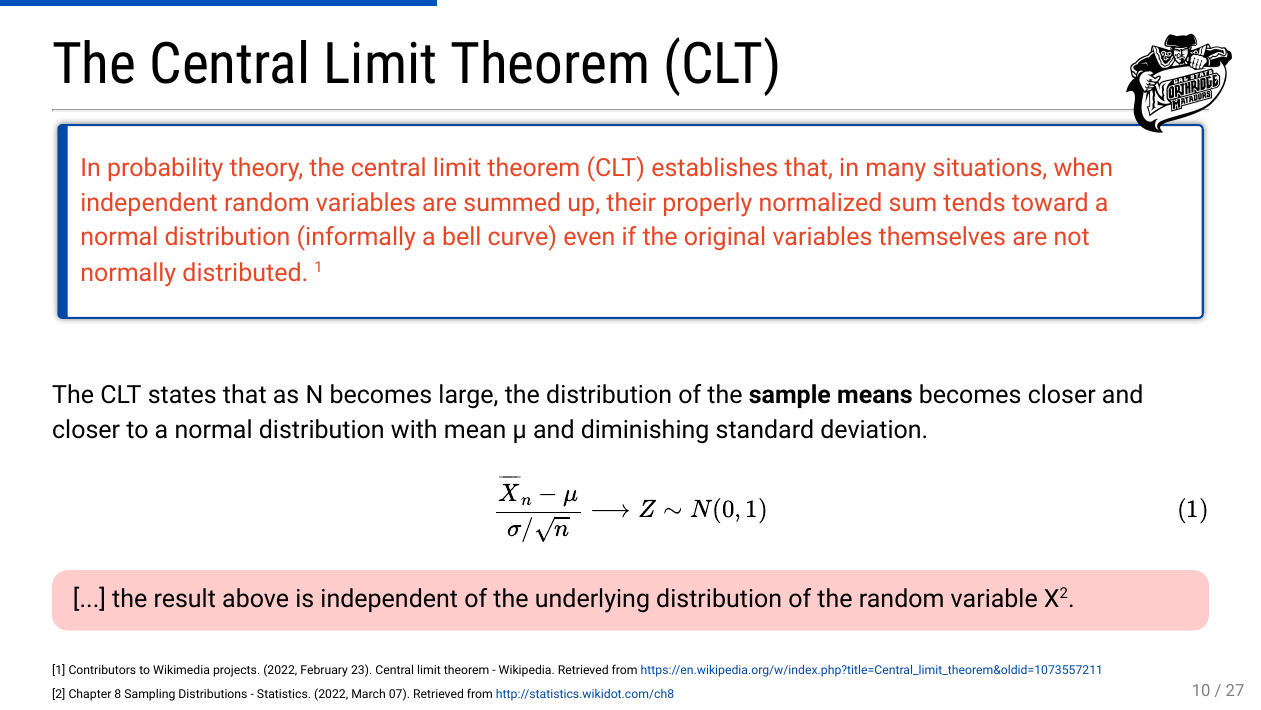 The Central Limit Theorem (CLT)
CAL STATE
NORTHRIDGE
MATADORS
In probability theory, the central limit theorem (CLT) establishes that, in many situations, when
independent random variables are summed up, their properly normalized sum tends toward a
normal distribution (informally a bell curve) even if the original variables themselves are not
normally distributed. ¹
The CLT states that as N becomes large, the distribution of the sample means becomes closer and
closer to a normal distribution with mean μ and diminishing standard deviation.
(X̅ₙ − μ) / (σ/√n) ⟶ Z ∼ N(0, 1) (1)
[...] the result above is independent of the underlying distribution of the random variable X².
[1] Contributors to Wikimedia projects. (2022, February 23). Central limit theorem - Wikipedia. Retrieved from https://en.wikipedia.org/w/index.php?title=Central_limit_theorem&oldid=1073557211
[2] Chapter 8 Sampling Distributions - Statistics. (2022, March 07). Retrieved from http://statistics.wikidot.com/ch8
10 / 27